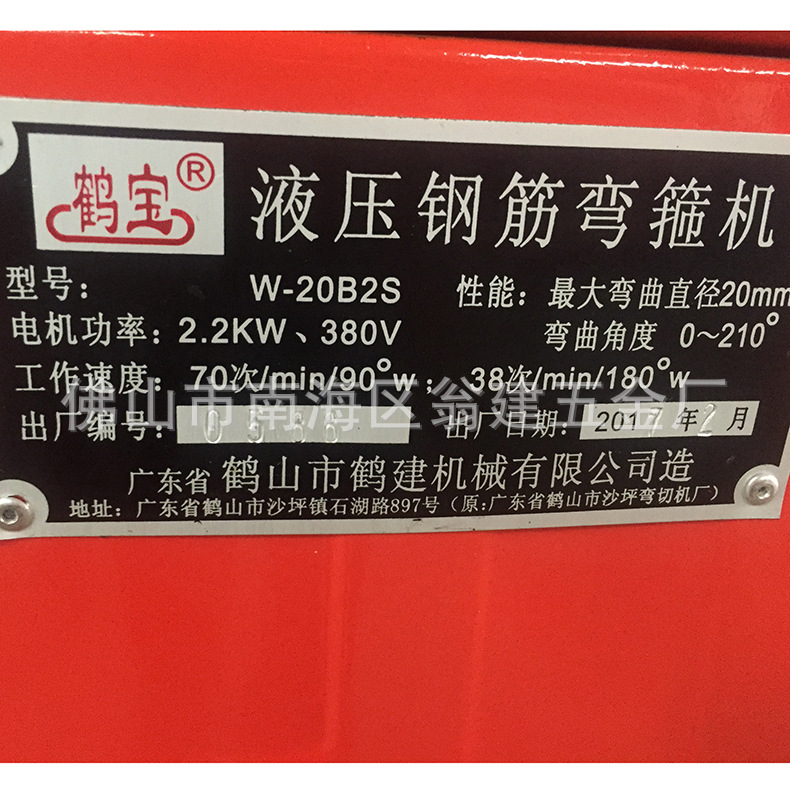 鹤宝® 液压钢筋弯箍机
型号: W-20B2S 性能: 最大弯曲直径20mm
电机功率: 2.2KW、380V 弯曲角度 0~210°
工作速度: 70次/min/90°w; 38次/min/180°w
佛山市南海区翁建五金厂
出厂编号: 出厂日期: 2017年2月
广东省鹤山市鹤建机械有限公司造
地址: 广东省鹤山市沙坪镇石湖路897号(原:广东省鹤山市沙坪弯切机厂)